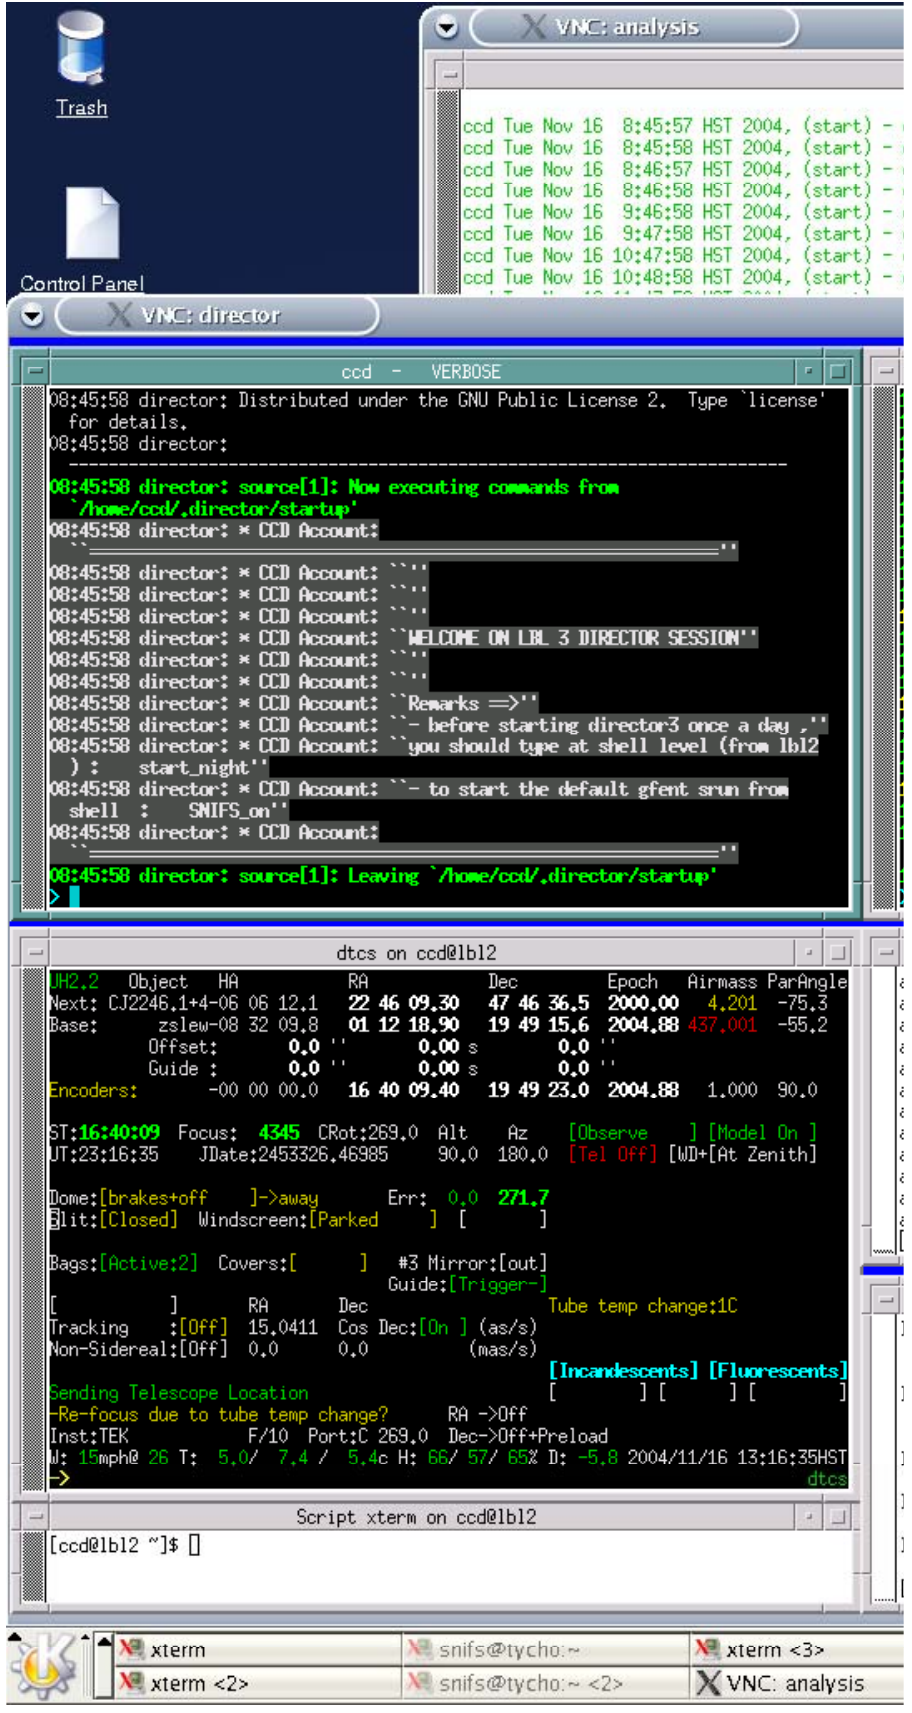 Trash
Control Panel
VNC: analysis
ccd Tue Nov 16  8:45:57 HST 2004, (start) -
ccd Tue Nov 16  8:45:58 HST 2004, (start) -
ccd Tue Nov 16  8:46:57 HST 2004, (start) -
ccd Tue Nov 16  8:46:58 HST 2004, (start) -
ccd Tue Nov 16  9:46:58 HST 2004, (start) -
ccd Tue Nov 16  9:47:58 HST 2004, (start) -
ccd Tue Nov 16 10:47:58 HST 2004, (start) -
ccd Tue Nov 16 10:48:58 HST 2004, (start) -
VNC: director
ccd - VERBOSE
08:45:58 director: Distributed under the GNU Public License 2.  Type `license'
for details.
08:45:58 director:
--------------------------------------------------------------------------
08:45:58 director: source[1]: Now executing commands from
`/home/ccd/.director/startup'
08:45:58 director: * CCD Account:
``================================================================''
08:45:58 director: * CCD Account: ``''
08:45:58 director: * CCD Account: ``''
08:45:58 director: * CCD Account: ``''
08:45:58 director: * CCD Account: ``WELCOME ON LBL 3 DIRECTOR SESSION''
08:45:58 director: * CCD Account: ``''
08:45:58 director: * CCD Account: ``''
08:45:58 director: * CCD Account: ``Remarks =>''
08:45:58 director: * CCD Account: ``- before starting director3 once a day ,''
08:45:58 director: * CCD Account: ``you should type at shell level (from lbl2
) :    start_night''
08:45:58 director: * CCD Account: ``- to start the default gfent srun from
shell  :    SNIFS_on''
08:45:58 director: * CCD Account:
``================================================================''
08:45:58 director: source[1]: Leaving `/home/ccd/.director/startup'
>
dtcs on ccd@lbl2
UH2.2   Object   HA   RA   Dec   Epoch   Airmass ParAngle
Next: CJ2246.1+4-06 06 12.1   22 46 09.30   47 46 36.5   2000.00   4.201   -75.3
Base:   zslew-08 32 09.8   01 12 18.90   19 49 15.6   2004.88 437.001   -55.2
Offset:   0.0 ''   0.00 s   0.0 ''
Guide :   0.0 ''   0.00 s   0.0 ''
Encoders:   -00 00 00.0   16 40 09.40   19 49 23.0   2004.88   1.000   90.0
ST:16:40:09   Focus:   4345   CRot:269.0   Alt   Az   [Observe    ] [Model On ]
UT:23:16:35   JDate:2453326.46985   90.0   180.0   [Tel Off] [WD+[At Zenith]
Dome:[brakes+off    ]->away   Err:   0.0   271.7
Slit:[Closed]   Windscreen:[Parked    ] [      ]
Bags:[Active:2]   Covers:[      ]   #3 Mirror:[out]
Guide:[Trigger-]
[          ]   RA   Dec   Tube temp change:1C
Tracking    :[Off]   15.0411   Cos Dec:[On ] (as/s)
Non-Sidereal:[Off]   0.0   0.0   (mas/s)
[Incandescents] [Fluorescents]
Sending Telescope Location   [       ] [      ] [       ]
-Re-focus due to tube temp change?   RA ->Off
Inst:TEK   F/10   Port:C 269.0   Dec->Off+Preload
W: 15mph@ 26 T:  5.0/  7.4 /  5.4c H: 66/ 57/ 65% D: -5.8 2004/11/16 13:16:35HST
->   dtcs
Script xterm on ccd@lbl2
[ccd@lbl2 ~]$
xterm   snifs@tycho:~   xterm <3>
xterm <2>   snifs@tycho:~ <2>   VNC: analysis